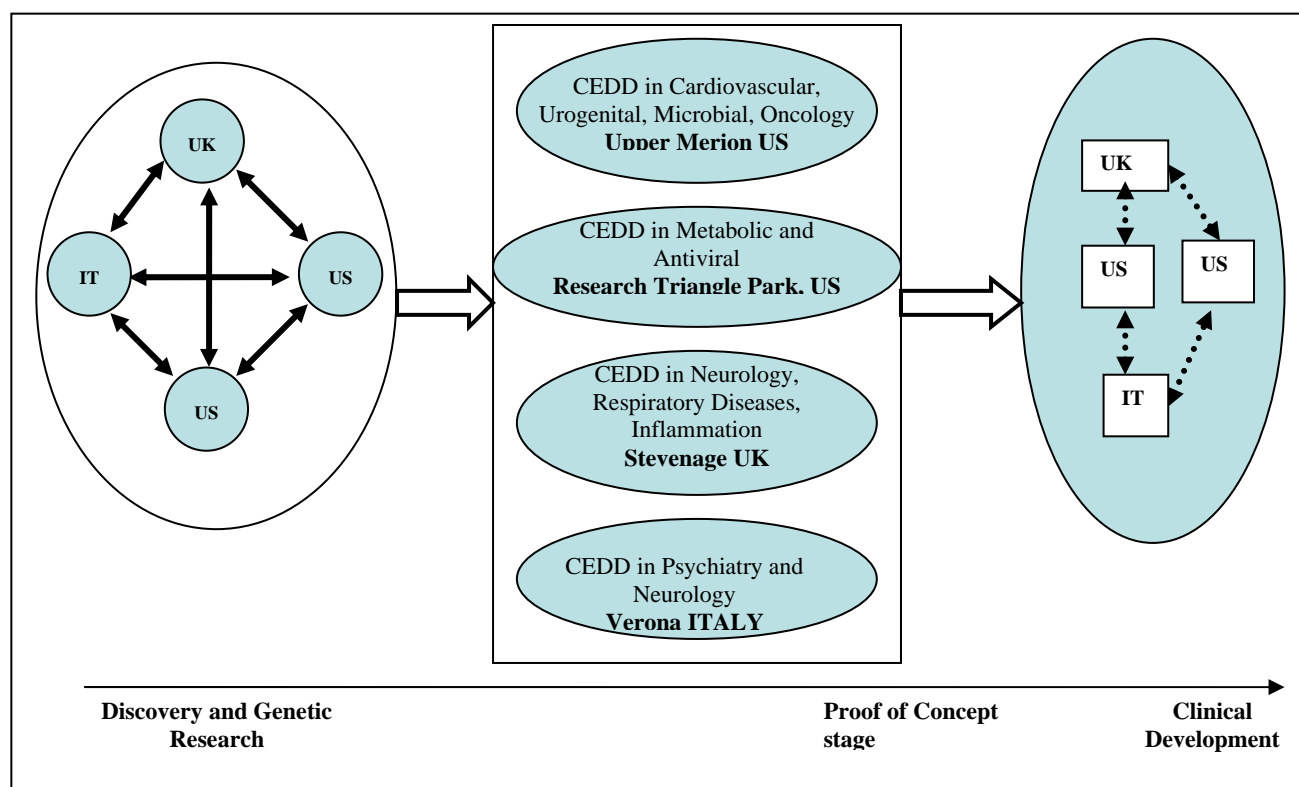 UK
IT
US
US
CEDD in Cardiovascular,
Urogenital, Microbial, Oncology
Upper Merion US
CEDD in Metabolic and
Antiviral
Research Triangle Park, US
CEDD in Neurology,
Respiratory Diseases,
Inflammation
Stevenage UK
CEDD in Psychiatry and
Neurology
Verona ITALY
UK
US
US
IT
Discovery and Genetic
Research
Proof of Concept
stage
Clinical
Development